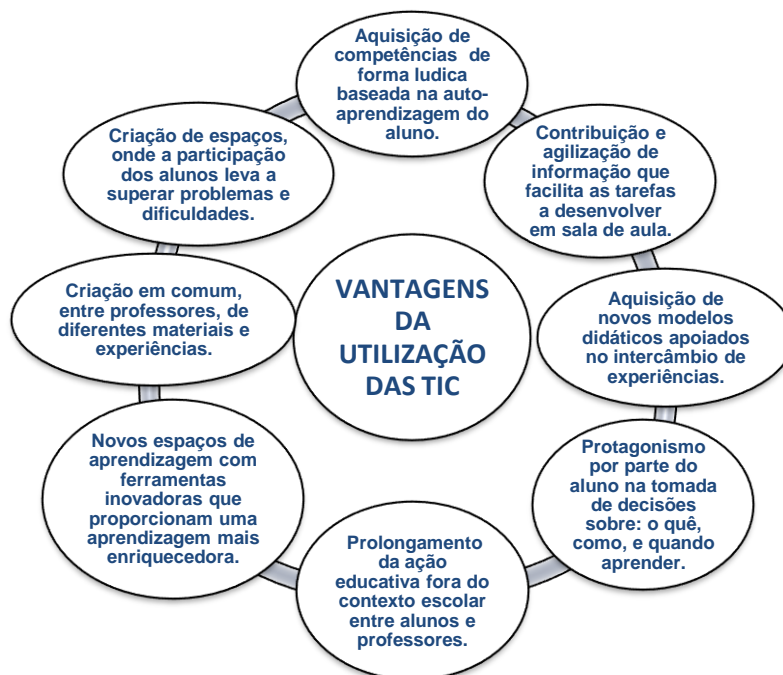 Aquisição de
competências de
forma ludica
baseada na auto-
aprendizagem do
aluno.
Contribuição e
agilização de
informação que
facilita as tarefas
a desenvolver
em sala de aula.
Aquisição de
novos modelos
didáticos apoiados
no intercâmbio de
experiências.
Protagonismo
por parte do
aluno na tomada
de decisões
sobre: o quê,
como, e quando
aprender.
Prolongamento
da ação
educativa fora do
contexto escolar
entre alunos e
professores.
Novos espaços de
aprendizagem com
ferramentas
inovadoras que
proporcionam uma
aprendizagem mais
enriquecedora.
Criação em comum,
entre professores, de
diferentes materiais e
experiências.
Criação de espaços,
onde a participação
dos alunos leva a
superar problemas e
dificuldades.
VANTAGENS
DA
UTILIZAÇÃO
DAS TIC